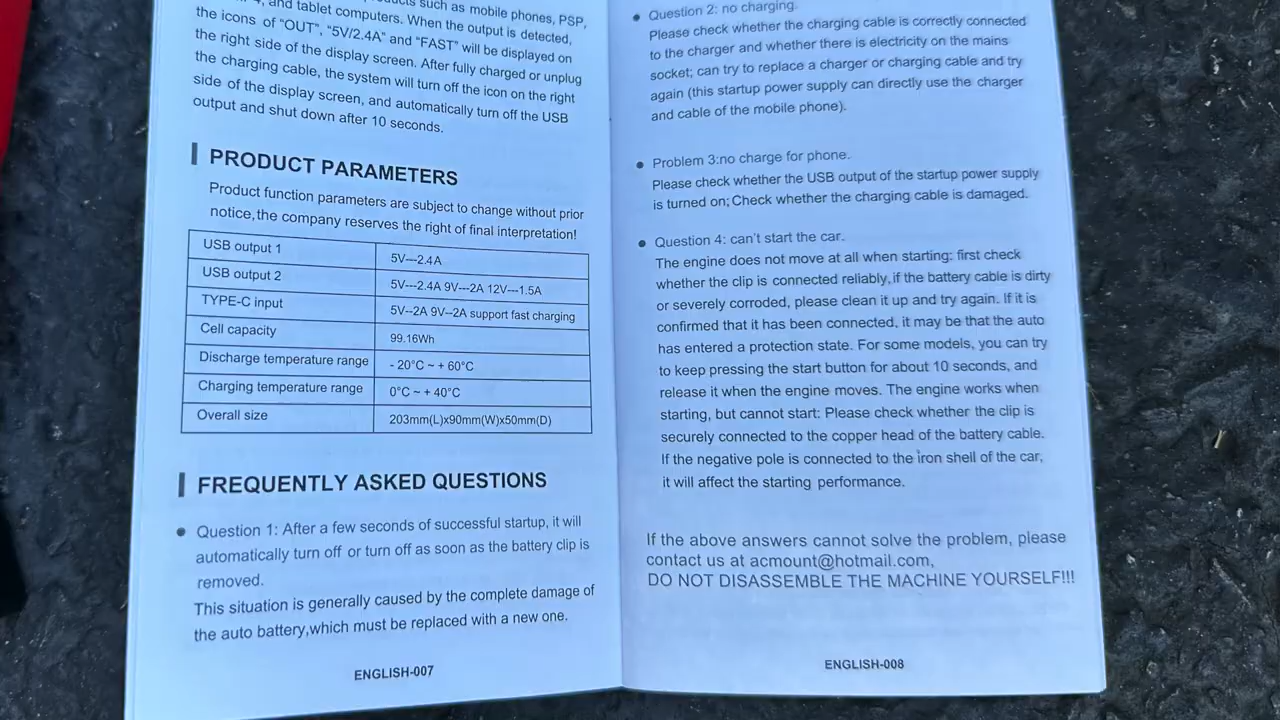 such as mobile phones, PSP,
and tablet computers. When the output is detected,
the icons of "OUT", "5V/2.4A" and "FAST" will be displayed on
the right side of the display screen. After fully charged or unplug
the charging cable, the system will turn off the icon on the right
side of the display screen, and automatically turn off the USB
output and shut down after 10 seconds.
PRODUCT PARAMETERS
Product function parameters are subject to change without prior
notice,the company reserves the right of final interpretation!
USB output 1 5V---2.4A
USB output 2 5V---2.4A 9V---2A 12V---1.5A
TYPE-C input 5V--2A 9V--2A support fast charging
Cell capacity 99.16Wh
Discharge temperature range - 20°C ~ + 60°C
Charging temperature range 0°C ~ + 40°C
Overall size 203mm(L)x90mm(W)x50mm(D)
FREQUENTLY ASKED QUESTIONS
● Question 1: After a few seconds of successful startup, it will
automatically turn off or turn off as soon as the battery clip is
removed.
This situation is generally caused by the complete damage of
the auto battery,which must be replaced with a new one.
ENGLISH-007
● Question 2: no charging.
Please check whether the charging cable is correctly connected
to the charger and whether there is electricity on the mains
socket; can try to replace a charger or charging cable and try
again (this startup power supply can directly use the charger
and cable of the mobile phone).
● Problem 3:no charge for phone.
Please check whether the USB output of the startup power supply
is turned on; Check whether the charging cable is damaged.
● Question 4: can't start the car.
The engine does not move at all when starting: first check
whether the clip is connected reliably, if the battery cable is dirty
or severely corroded, please clean it up and try again. If it is
confirmed that it has been connected, it may be that the auto
has entered a protection state. For some models, you can try
to keep pressing the start button for about 10 seconds, and
release it when the engine moves. The engine works when
starting, but cannot start: Please check whether the clip is
securely connected to the copper head of the battery cable.
If the negative pole is connected to the iron shell of the car,
it will affect the starting performance.
If the above answers cannot solve the problem, please
contact us at acmount@hotmail.com,
DO NOT DISASSEMBLE THE MACHINE YOURSELF!!!
ENGLISH-008